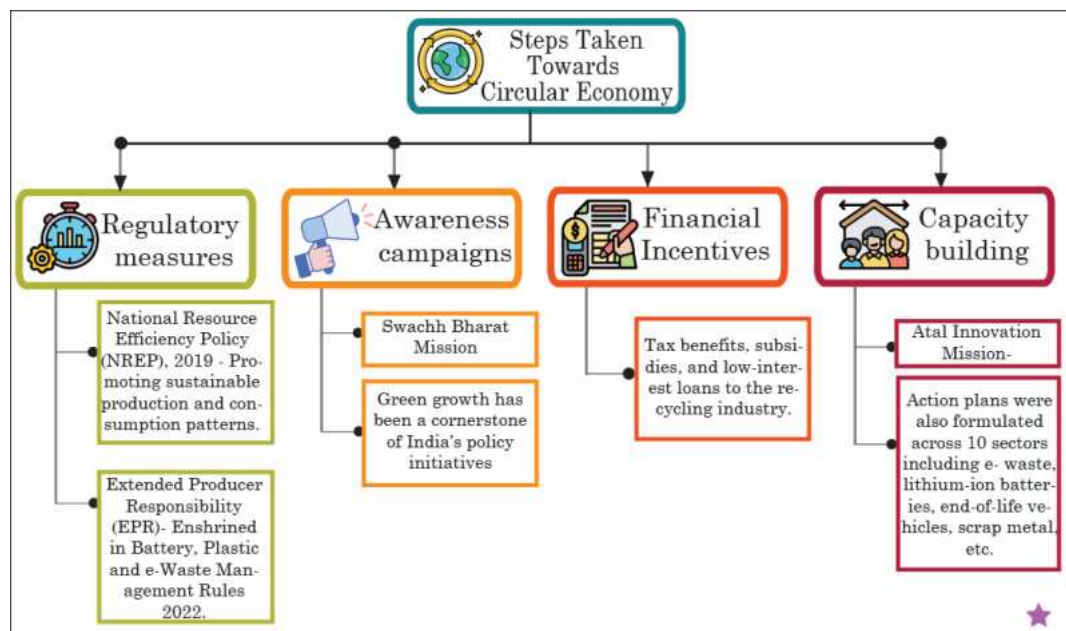 Steps Taken
Towards
Circular Economy
Regulatory
measures
National Resource
Efficiency Policy
(NREP), 2019 - Pro-
moting sustainable
production and con-
sumption patterns.
Extended Producer
Responsibility
(EPR)- Enshrined
in Battery, Plastic
and e-Waste Man-
agement Rules
2022.
Awareness
campaigns
Swachh Bharat
Mission
Green growth has
been a cornerstone
of India's policy
initiatives
Financial
Incentives
Tax benefits, subsi-
dies, and low-inter-
est loans to the re-
cycling industry.
Capacity
building
Atal Innovation
Mission-
Action plans were
also formulated
across 10 sectors
including e- waste,
lithium-ion batter-
ies, end-of-life ve-
hicles, scrap metal,
etc.